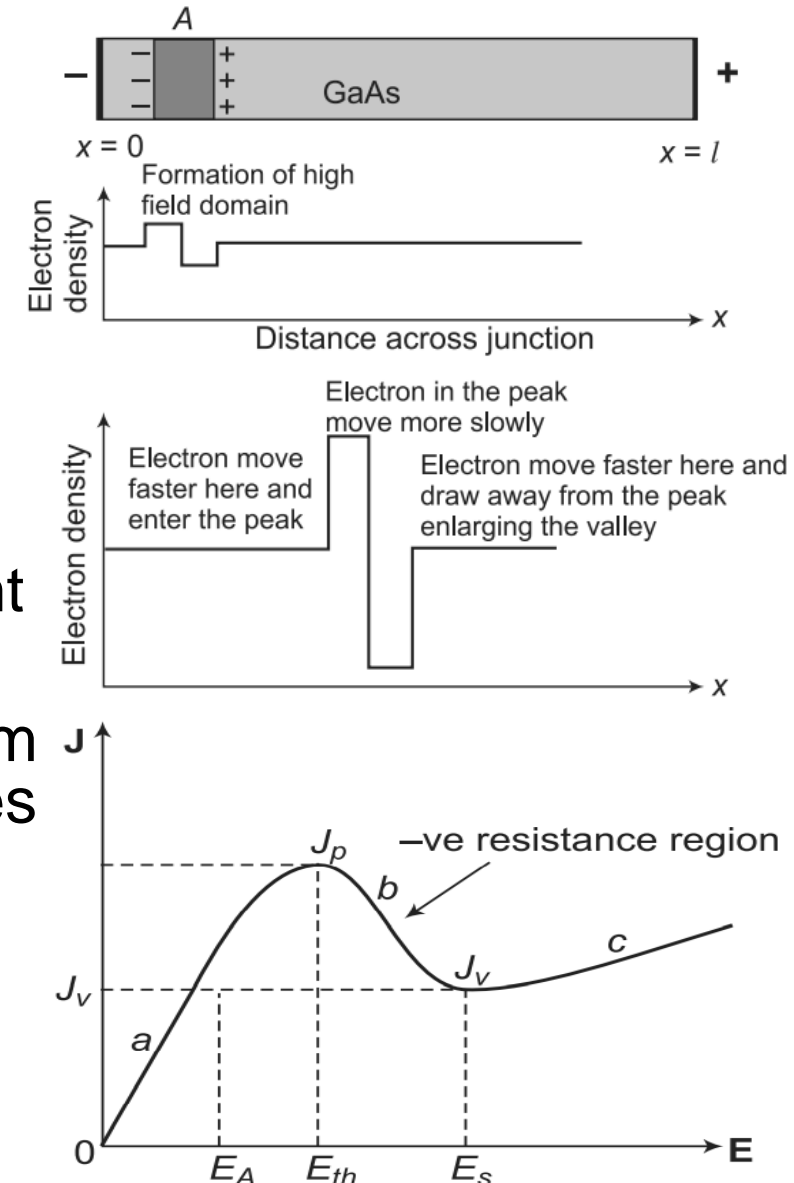 A
– – – + + +
–
GaAs
+
x = 0
x = l
Formation of high
field domain
Electron
density
x
Distance across junction
Electron in the peak
move more slowly
Electron move
faster here and
enter the peak
Electron move faster here and
draw away from the peak
enlarging the valley
Electron density
x
nt
m
es
J
J_p
–ve resistance region
b
c
J_v
J_v
a
0
E_A
E_th
E_s
E